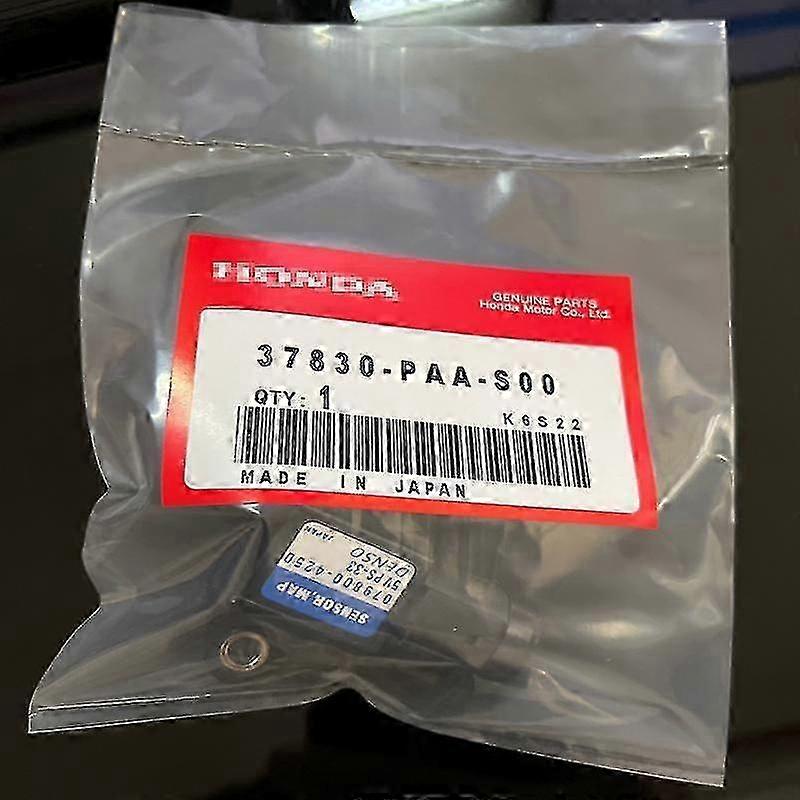 HONDA
GENUINE PARTS
Honda Motor Co., Ltd.
37830-PAA-S00
QTY: 1
K6S22
MADE IN JAPAN
SENSOR,MAP
079800-4250
51PS-33
DENSO
JAPAN